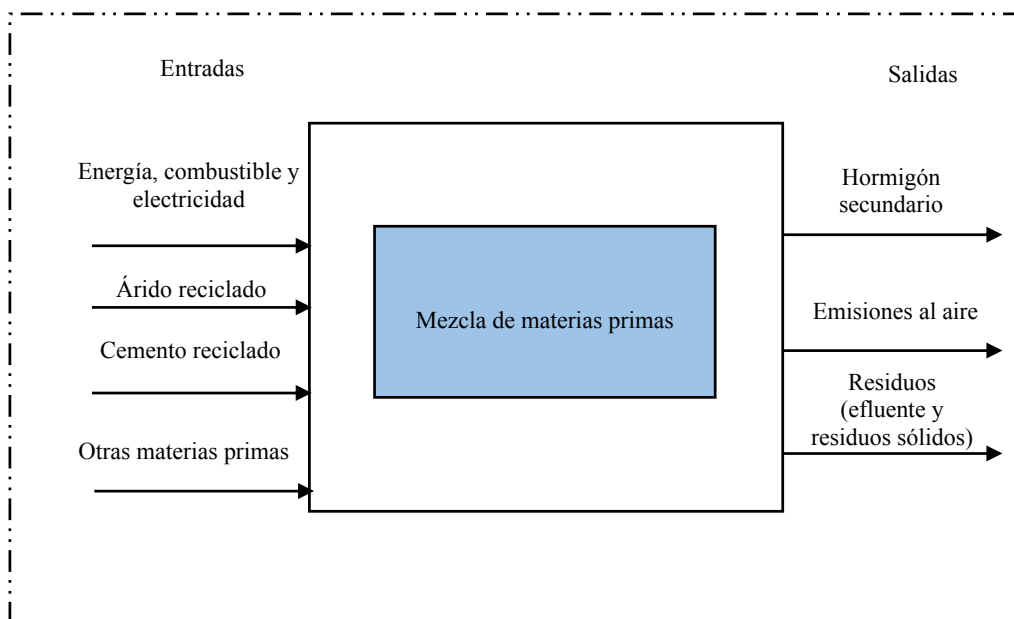 Entradas
Salidas
Energía, combustible y
electricidad
Árido reciclado
Cemento reciclado
Otras materias primas
Mezcla de materias primas
Hormigón
secundario
Emisiones al aire
Residuos
(efluente y
residuos sólidos)